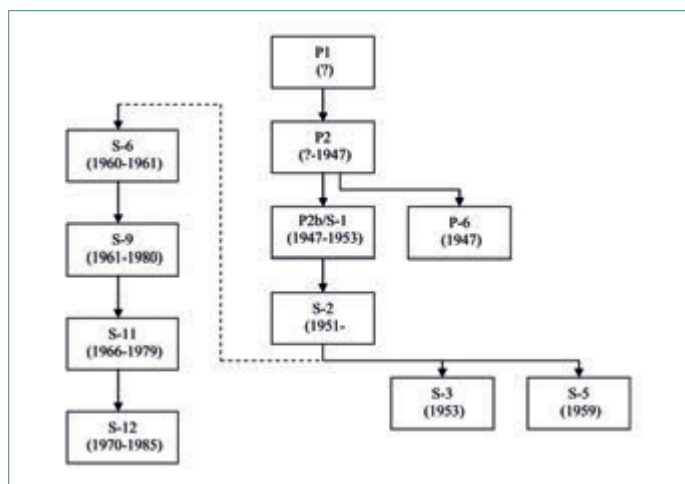 P1
(?)
P2
(?-1947)
P2b/S-1
(1947-1953)
P-6
(1947)
S-2
(1951-
S-3
(1953)
S-5
(1959)
S-6
(1960-1961)
S-9
(1961-1980)
S-11
(1966-1979)
S-12
(1970-1985)